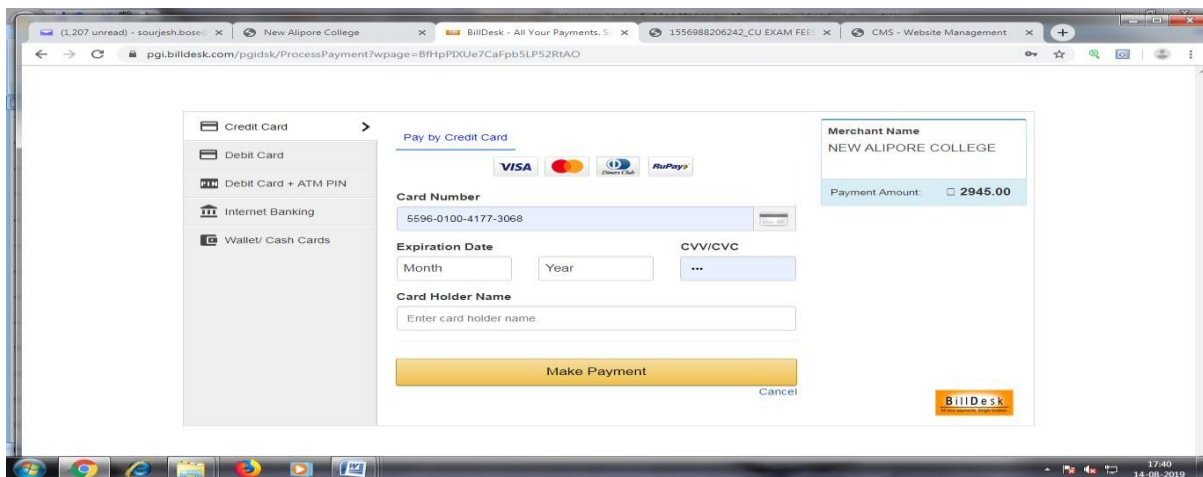 (1,207 unread) - sourjesh.bose
New Alipore College
BillDesk - All Your Payments. Si
1556988206242_CU EXAM FEE
CMS - Website Management
pgi.billdesk.com/pgidsk/ProcessPayment?wpage=BfHpPIXUe7CaFpb5LP52RtAO
Credit Card
Debit Card
PIN Debit Card + ATM PIN
Internet Banking
Wallet/ Cash Cards
Pay by Credit Card
VISA
Diners Club
RuPay
Card Number
5596-0100-4177-3068
Expiration Date
CVV/CVC
Month
Year
•••
Card Holder Name
Enter card holder name
Make Payment
Cancel
Merchant Name
NEW ALIPORE COLLEGE
Payment Amount: 2945.00
BillDesk
17:40
14-08-2019